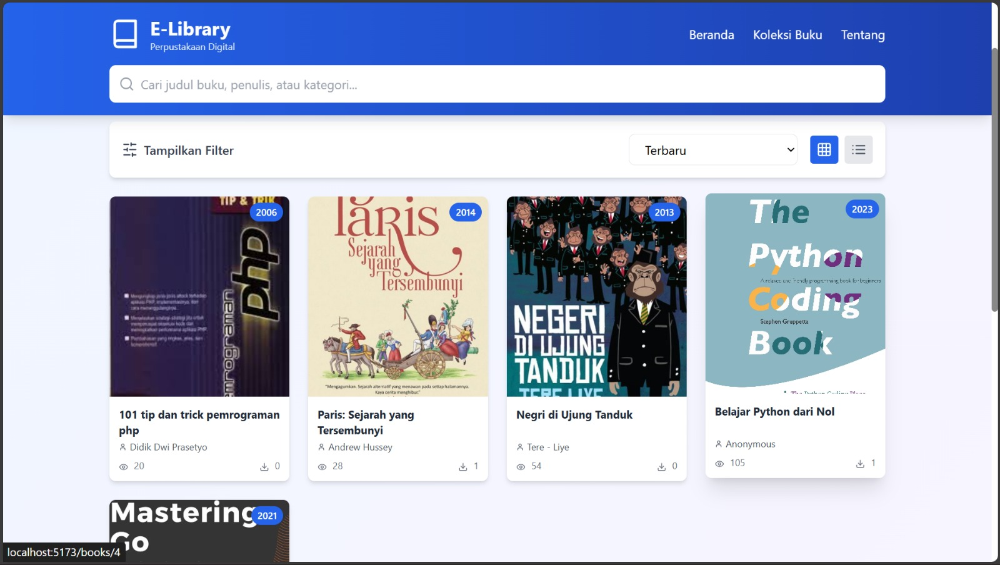 E-Library
Perpustakaan Digital
Beranda
Koleksi Buku
Tentang
Cari judul buku, penulis, atau kategori...
Tampilkan Filter
Terbaru
TIP & TRIK
2006
php
Paris
Sejarah
yang
Tersembunyi
"Mengagumkan. Sejarah alternatif yang menawan pada setiap halamannya.
Kaya cerita menghibur."
2014
2013
NEGERI
DI UJUNG
TANDUK
TERE LIYE
2023
The
Python
A relaxed and friendly programming book for beginners
Coding
Stephen Gruppetta
Book
The Python Coding Place
101 tip dan trick pemrograman
php
Didik Dwi Prasetyo
20
0
Paris: Sejarah yang
Tersembunyi
Andrew Hussey
28
1
Negri di Ujung Tanduk
Tere - Liye
54
0
Belajar Python dari Nol
Anonymous
105
1
Mastering
Go
2021
localhost:5173/books/4